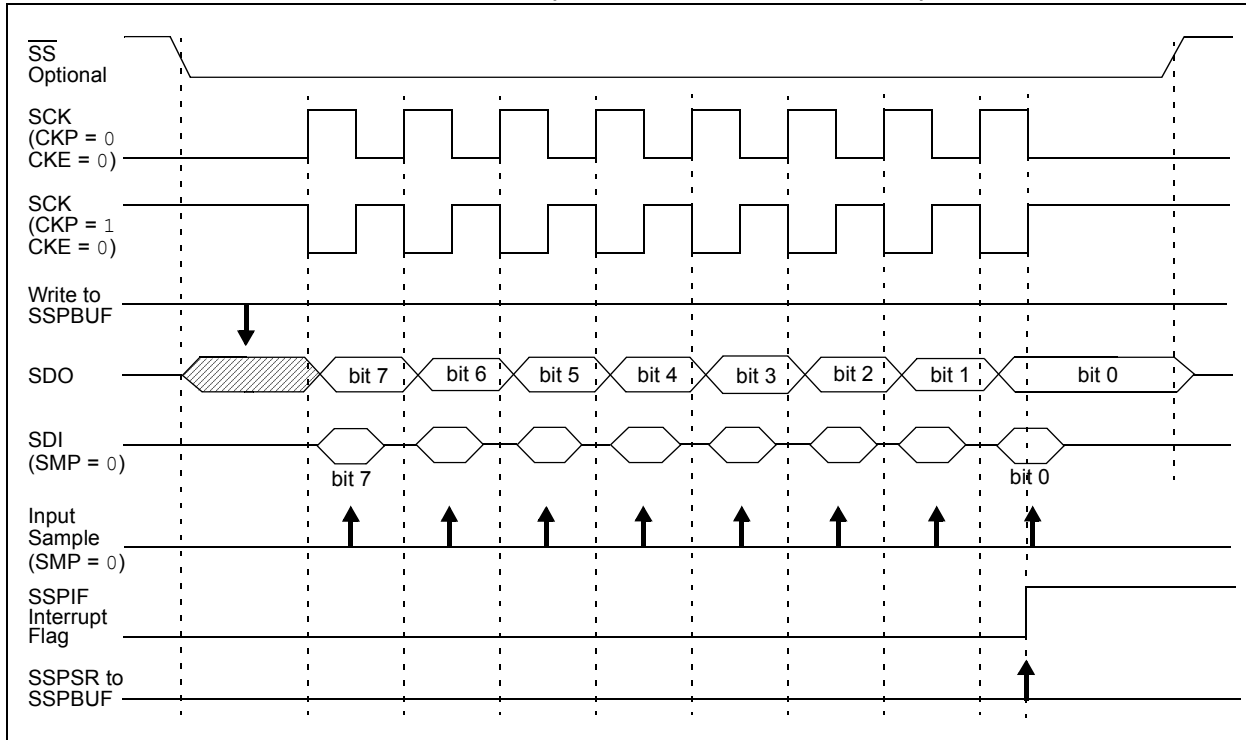 SS
Optional
SCK
(CKP = 0
CKE = 0)
SCK
(CKP = 1
CKE = 0)
Write to
SSPBUF
SDO
bit 7 bit 6 bit 5 bit 4 bit 3 bit 2 bit 1 bit 0
SDI
(SMP = 0)
bit 7 bit 0
Input
Sample
(SMP = 0)
SSPIF
Interrupt
Flag
SSPSR to
SSPBUF